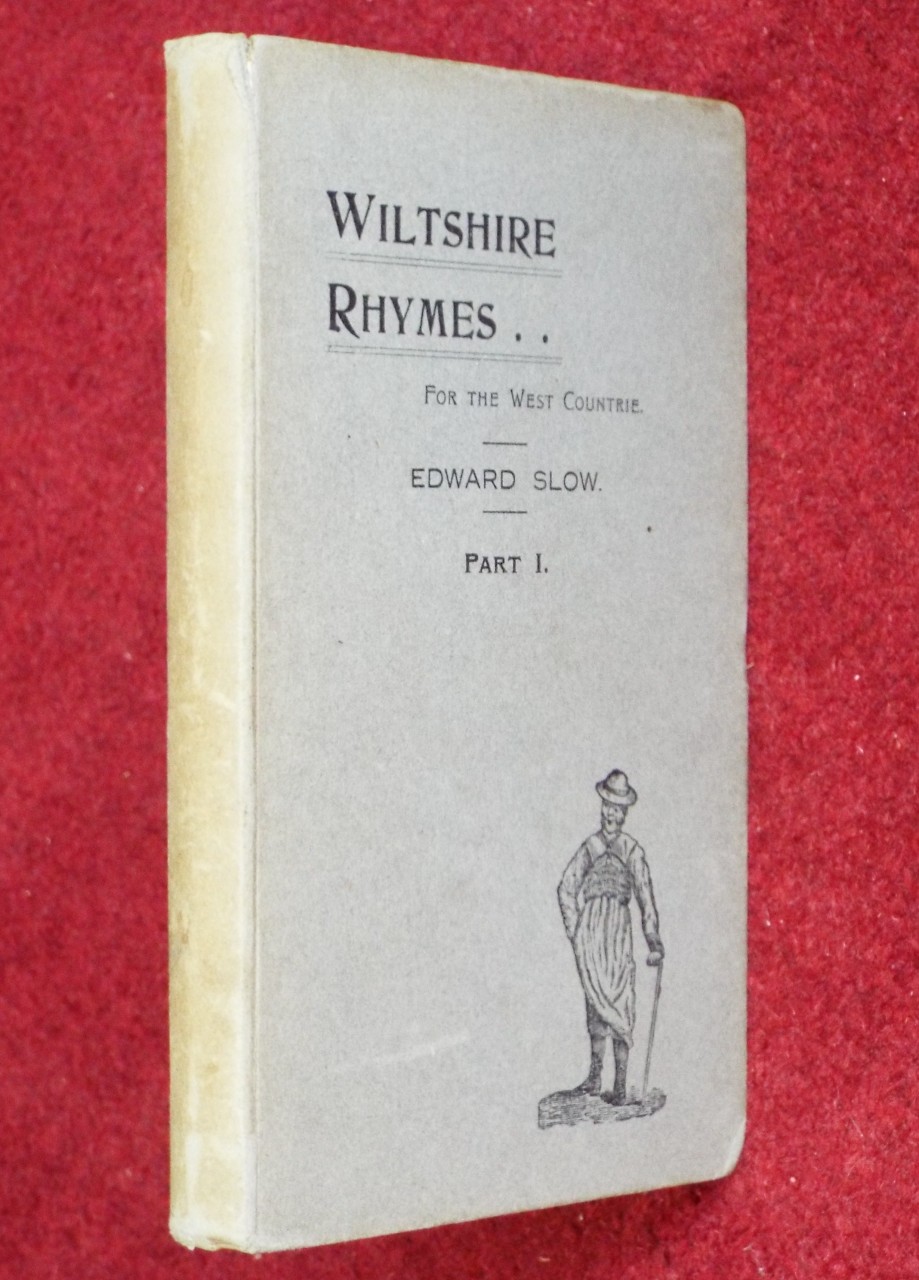 WILTSHIRE
RHYMES . .
FOR THE WEST COUNTRIE.
EDWARD SLOW.
PART I.